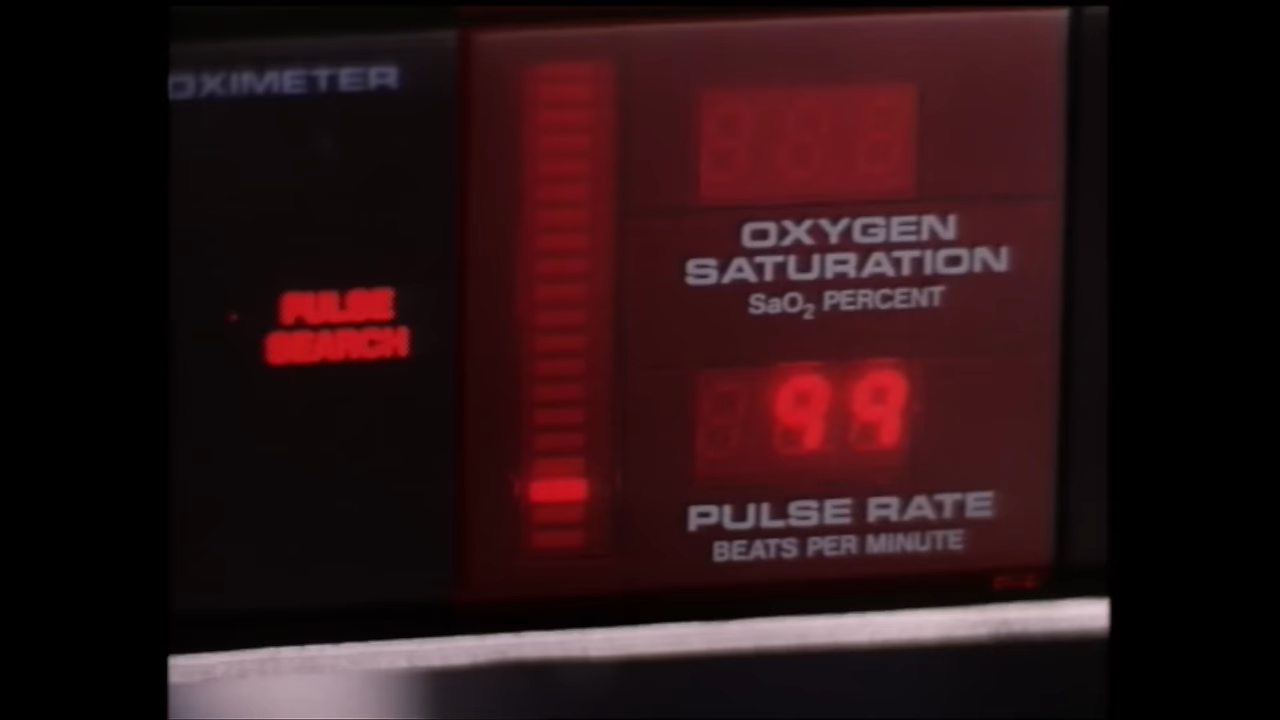 OXIMETER
PULSE
SEARCH
OXYGEN
SATURATION
SaO₂ PERCENT
99
PULSE RATE
BEATS PER MINUTE